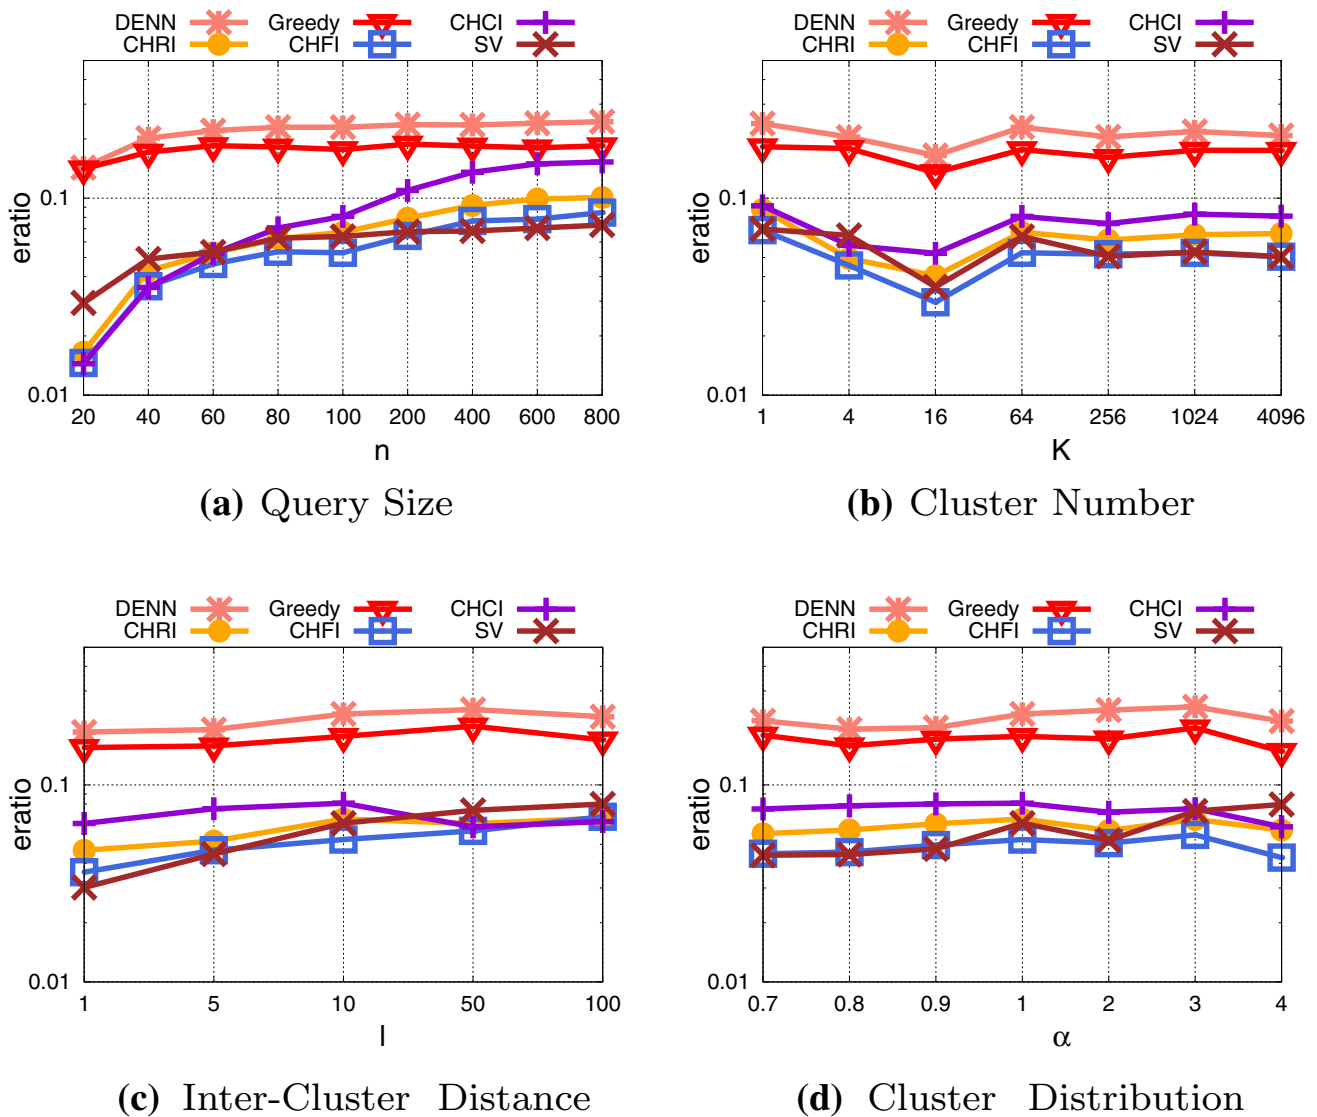 DENN Greedy CHCI
CHRI CHFI SV
eratio
0.1
0.01
20 40 60 80 100 200 400 600 800
n
(a) Query Size
DENN Greedy CHCI
CHRI CHFI SV
eratio
0.1
0.01
1 4 16 64 256 1024 4096
K
(b) Cluster Number
DENN Greedy CHCI
CHRI CHFI SV
eratio
0.1
0.01
1 5 10 50 100
l
(c) Inter-Cluster Distance
DENN Greedy CHCI
CHRI CHFI SV
eratio
0.1
0.01
0.7 0.8 0.9 1 2 3 4
α
(d) Cluster Distribution